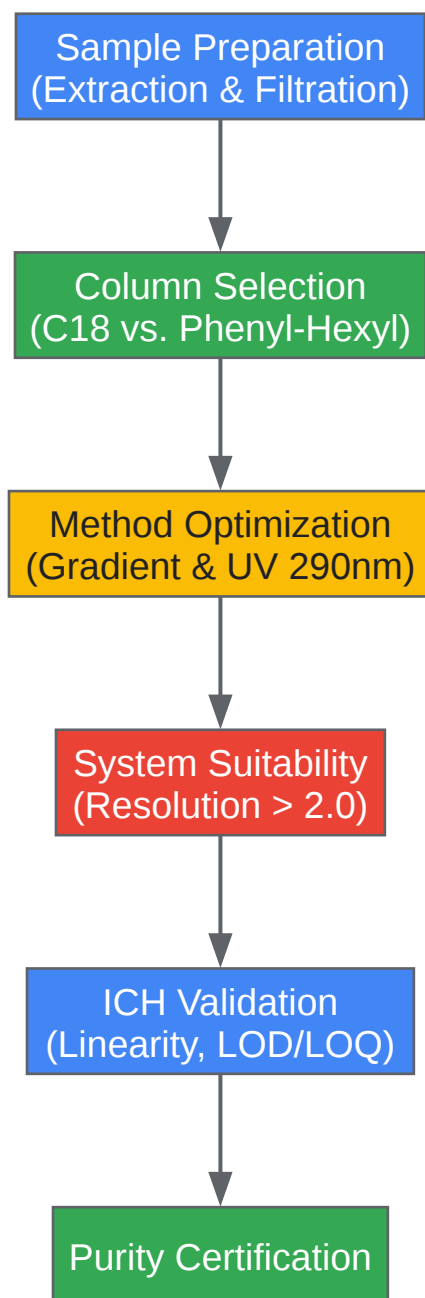 Sample Preparation
(Extraction & Filtration)
Column Selection
(C18 vs. Phenyl-Hexyl)
Method Optimization
(Gradient & UV 290nm)
System Suitability
(Resolution > 2.0)
ICH Validation
(Linearity, LOD/LOQ)
Purity Certification